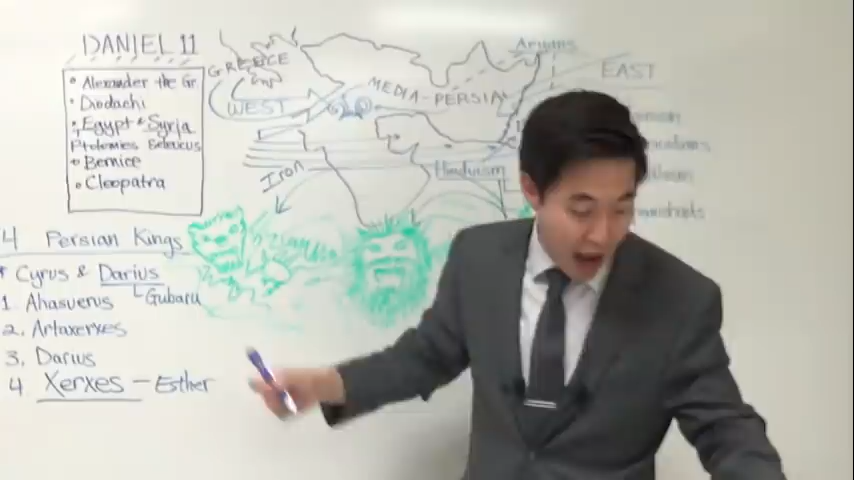 DANIEL 11
• Alexander the Gr.
• Diadachi
• Egypt & Syria
Ptolemies Seleucus
• Bernice
• Cleopatra
GREECE
WEST
MEDIA-PERSIA
Aryans
EAST
Iron
Hinduism
4 Persian Kings
* Cyrus & Darius
Gubaru
1. Ahasuerus
2. Artaxerxes
3. Darius
4 Xerxes - Esther